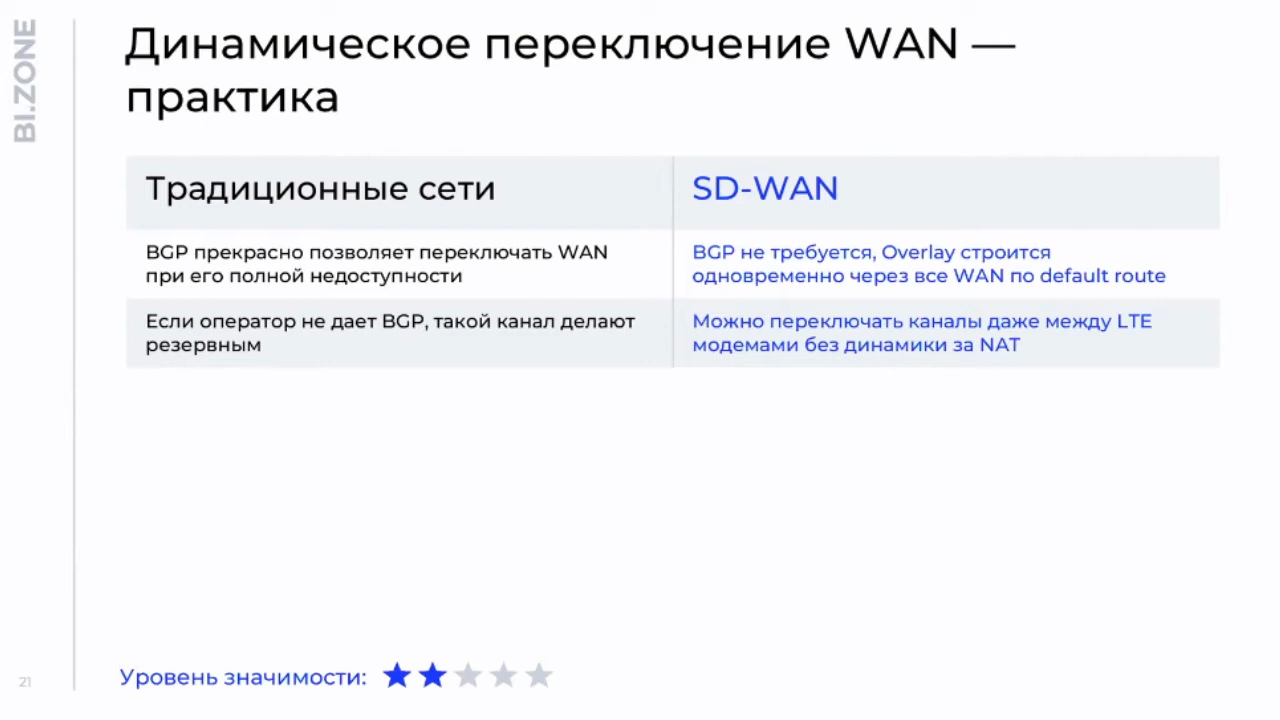 BI.ZONE
Динамическое переключение WAN —
практика
Традиционные сети
SD-WAN
BGP прекрасно позволяет переключать WAN
при его полной недоступности
BGP не требуется, Overlay строится
одновременно через все WAN по default route
Если оператор не дает BGP, такой канал делают
резервным
Можно переключать каналы даже между LTE
модемами без динамики за NAT
Уровень значимости:
21